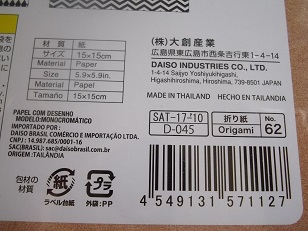 材質 紙
サイズ 15×15cm
Material Paper
Size 5.9×5.9in.
Material Papel
Tamaño 15×15cm
PAPEL COM DESENHO
MODELO:MONOCROMÁTICO
IMPORTADO POR :
DAISO BRASIL COMÉRCIO E IMPORTAÇÃO LTDA.
CNPJ : 14.987.685/0001-16
SAC(BRASIL): sac@daisobrasil.com.br
ORIGEM:TAILÂNDIA
包材の材質
紙
ラベル台紙
プラ
外袋:PP
(株)大創産業
広島県東広島市西条吉行東1-4-14
DAISO INDUSTRIES CO., LTD.
1-4-14 Saijyo Yoshiyukihigashi,
Higashihiroshima, Hiroshima, 739-8501 JAPAN
MADE IN THAILAND HECHO EN TAILANDIA
SAT-17-'10 折り紙 No.
D-045 Origami 62
4 549131 571127